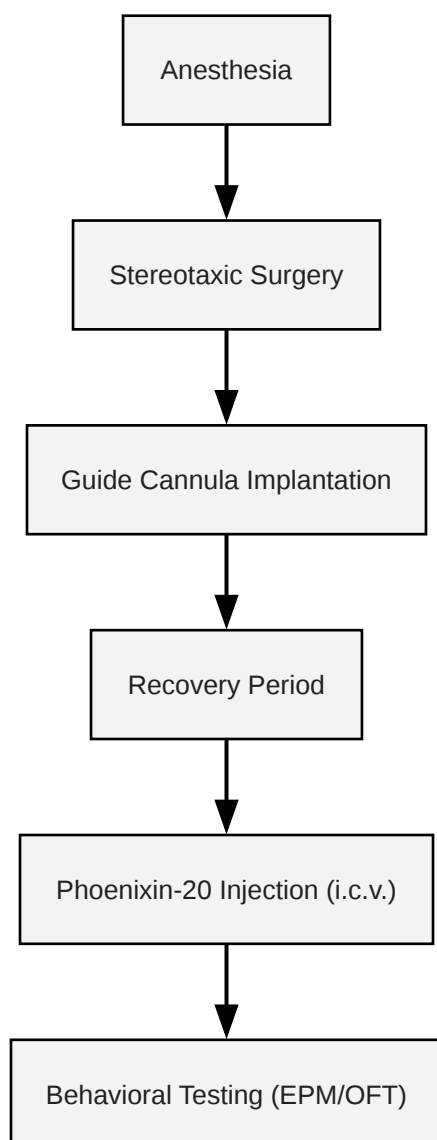 Anesthesia
Stereotaxic Surgery
Guide Cannula Implantation
Recovery Period
Phoenixin-20 Injection (i.c.v.)
Behavioral Testing (EPM/OFT)